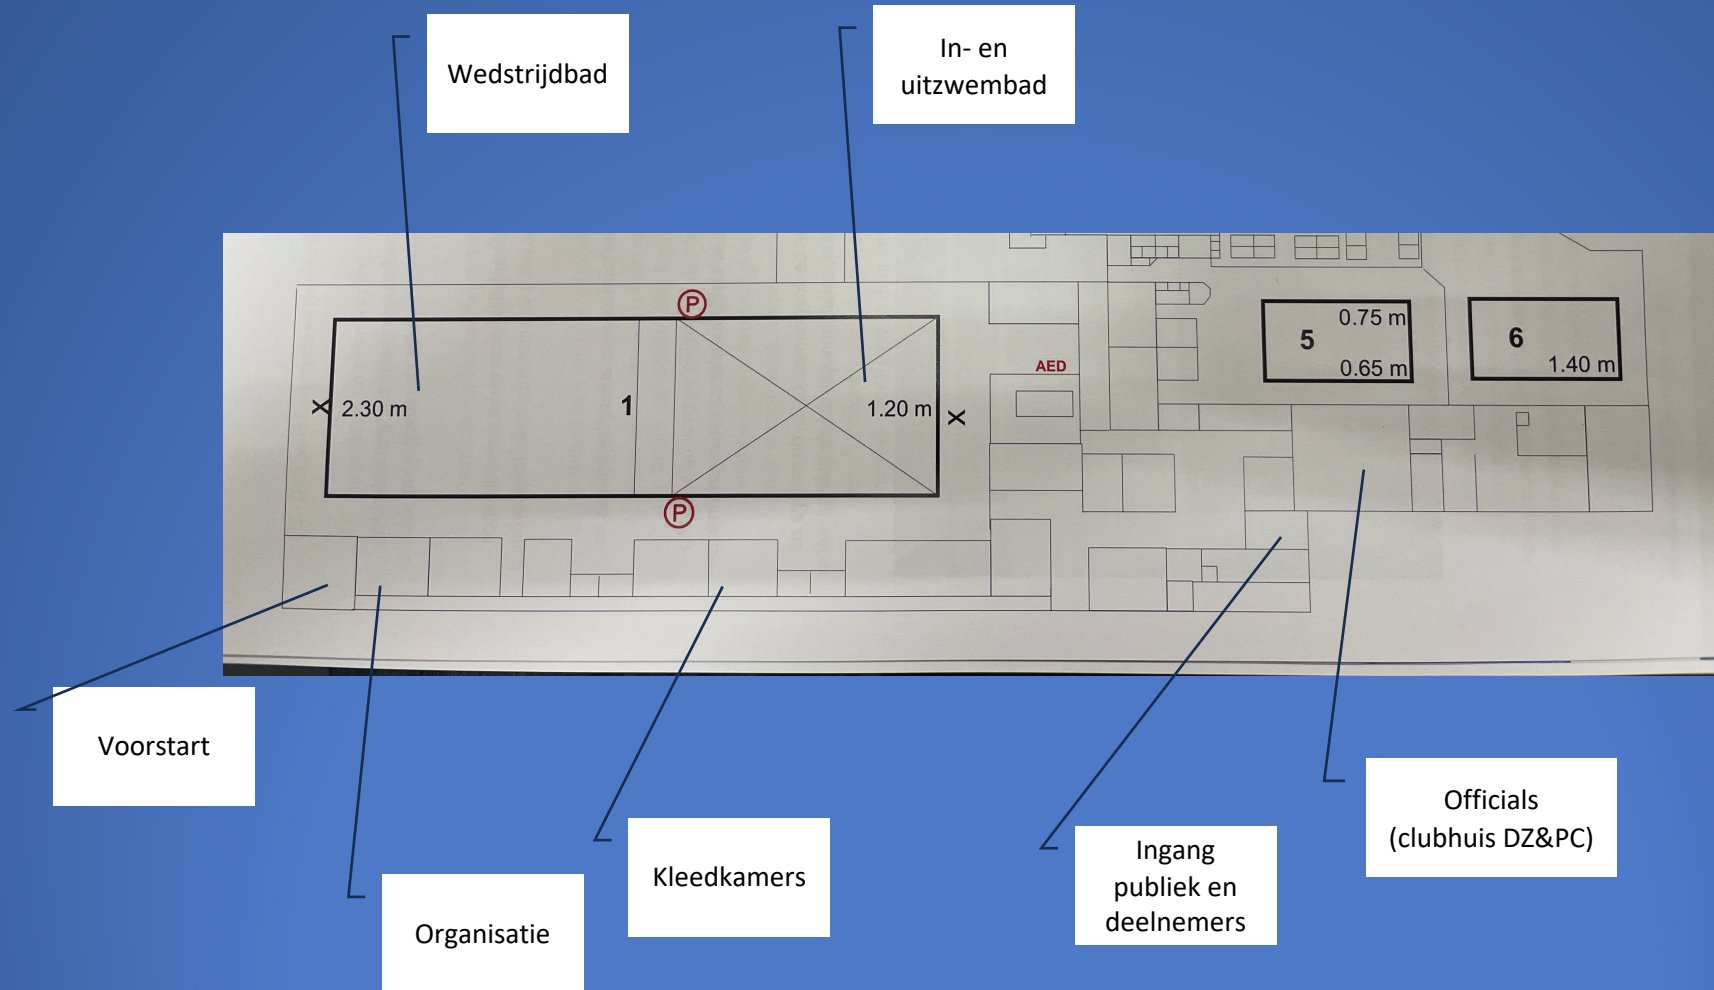 Wedstrijdbad
In- en
uitzwembad
P
AED
0.75 m
5
0.65 m
6
1.40 m
X
2.30 m
1
1.20 m
X
P
Voorstart
Organisatie
Kleedkamers
Ingang
publiek en
deelnemers
Officials
(clubhuis DZ&PC)